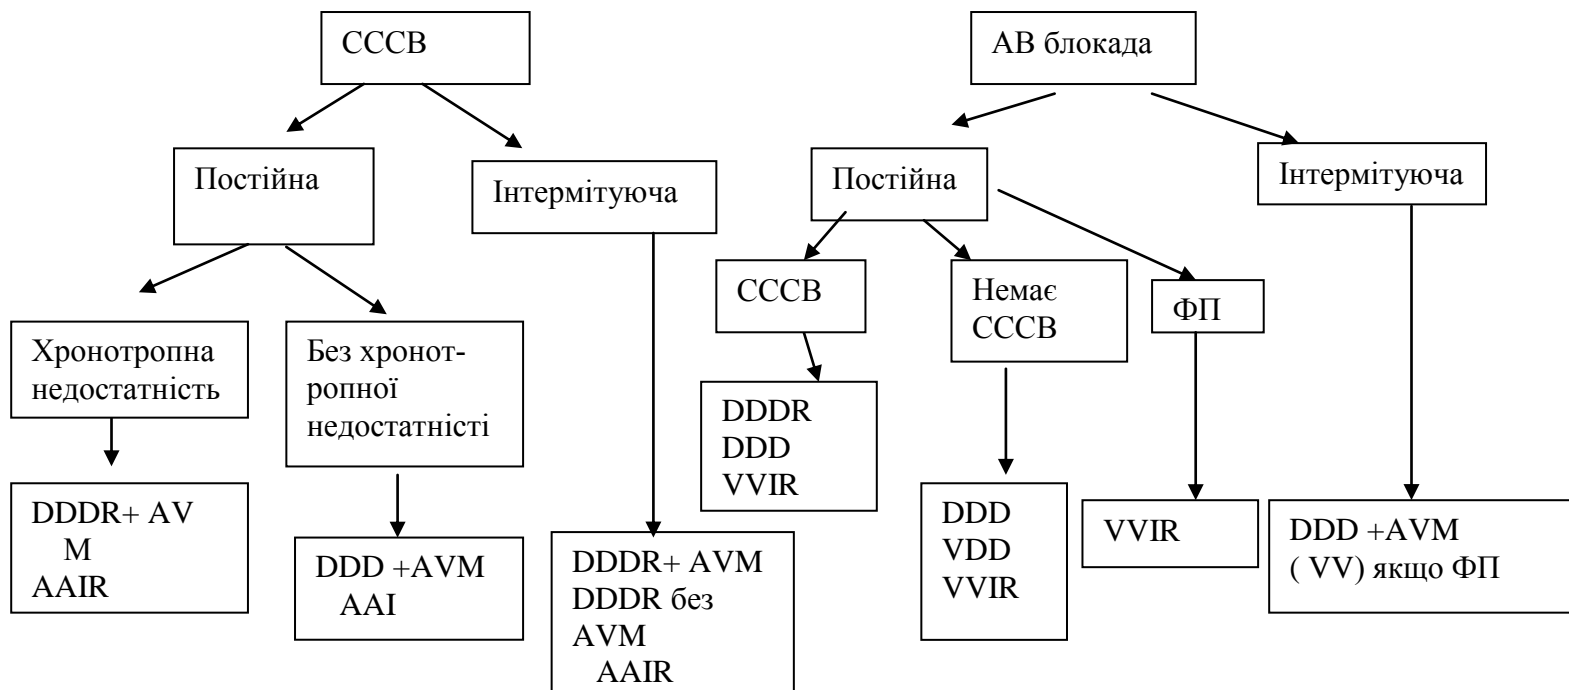 СССВ
АВ блокада
Постійна
Інтермітуюча
Постійна
Інтермітуюча
СССВ
Немає
СССВ
ФП
Хронотропна
недостатність
Без хронот-
ропної
недостатністі
DDDR
DDD
VVIR
DDDR+ AV
M
AAIR
DDD +AVM
AAI
DDDR+ AVM
DDDR без
AVM
AAIR
DDD
VDD
VVIR
VVIR
DDD +AVM
( VV) якщо ФП